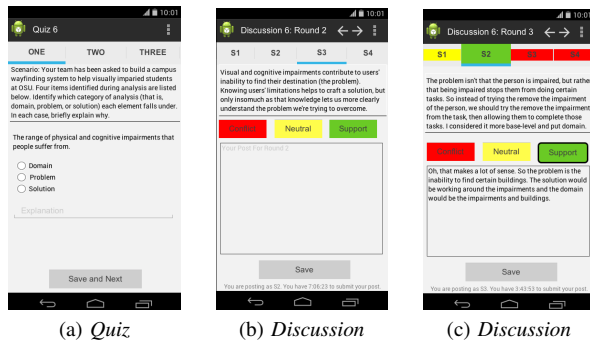 10:01
Quiz 6
ONE TWO THREE
Scenario: Your team has been asked to build a campus
wayfinding system to help visually imparied students
at OSU. Four items identified during analysis are listed
below. Identify which category of analysis (that is,
domain, problem, or solution) each element falls under.
In each case, briefly explain why.
The range of physical and cognitive impairments that
people suffer from.
Domain
Problem
Solution
Explanation
Save and Next
(a) Quiz
10:01
Discussion 6: Round 2
S1 S2 S3 S4
Visual and cognitive impairments contribute to users'
inability to find their destination (the problem).
Knowing users' limitations helps to craft a solution, but
only insomuch as that knowledge lets us more clearly
understand the problem we're trying to overcome.
Conflict Neutral Support
Your Post For Round 2
Save
You are posting as S2. You have 7:06:23 to submit your post.
(b) Discussion
10:01
Discussion 6: Round 3
S1 S2 S3 S4
The problem isn't that the person is impaired, but rather
that being impaired stops them from doing certain
tasks. So instead of trying the remove the impairment
of the person, we should try the remove the impairment
from the task, then allowing them to complete those
tasks. I considered it more base-level and put domain.
Conflict Neutral Support
Oh, that makes a lot of sense. So the problem is the
inability to find certain buildings. The solution would
be working around the impairments and the domain
would be the impairments and buildings.
Save
You are posting as S3. You have 3:43:53 to submit your post.
(c) Discussion